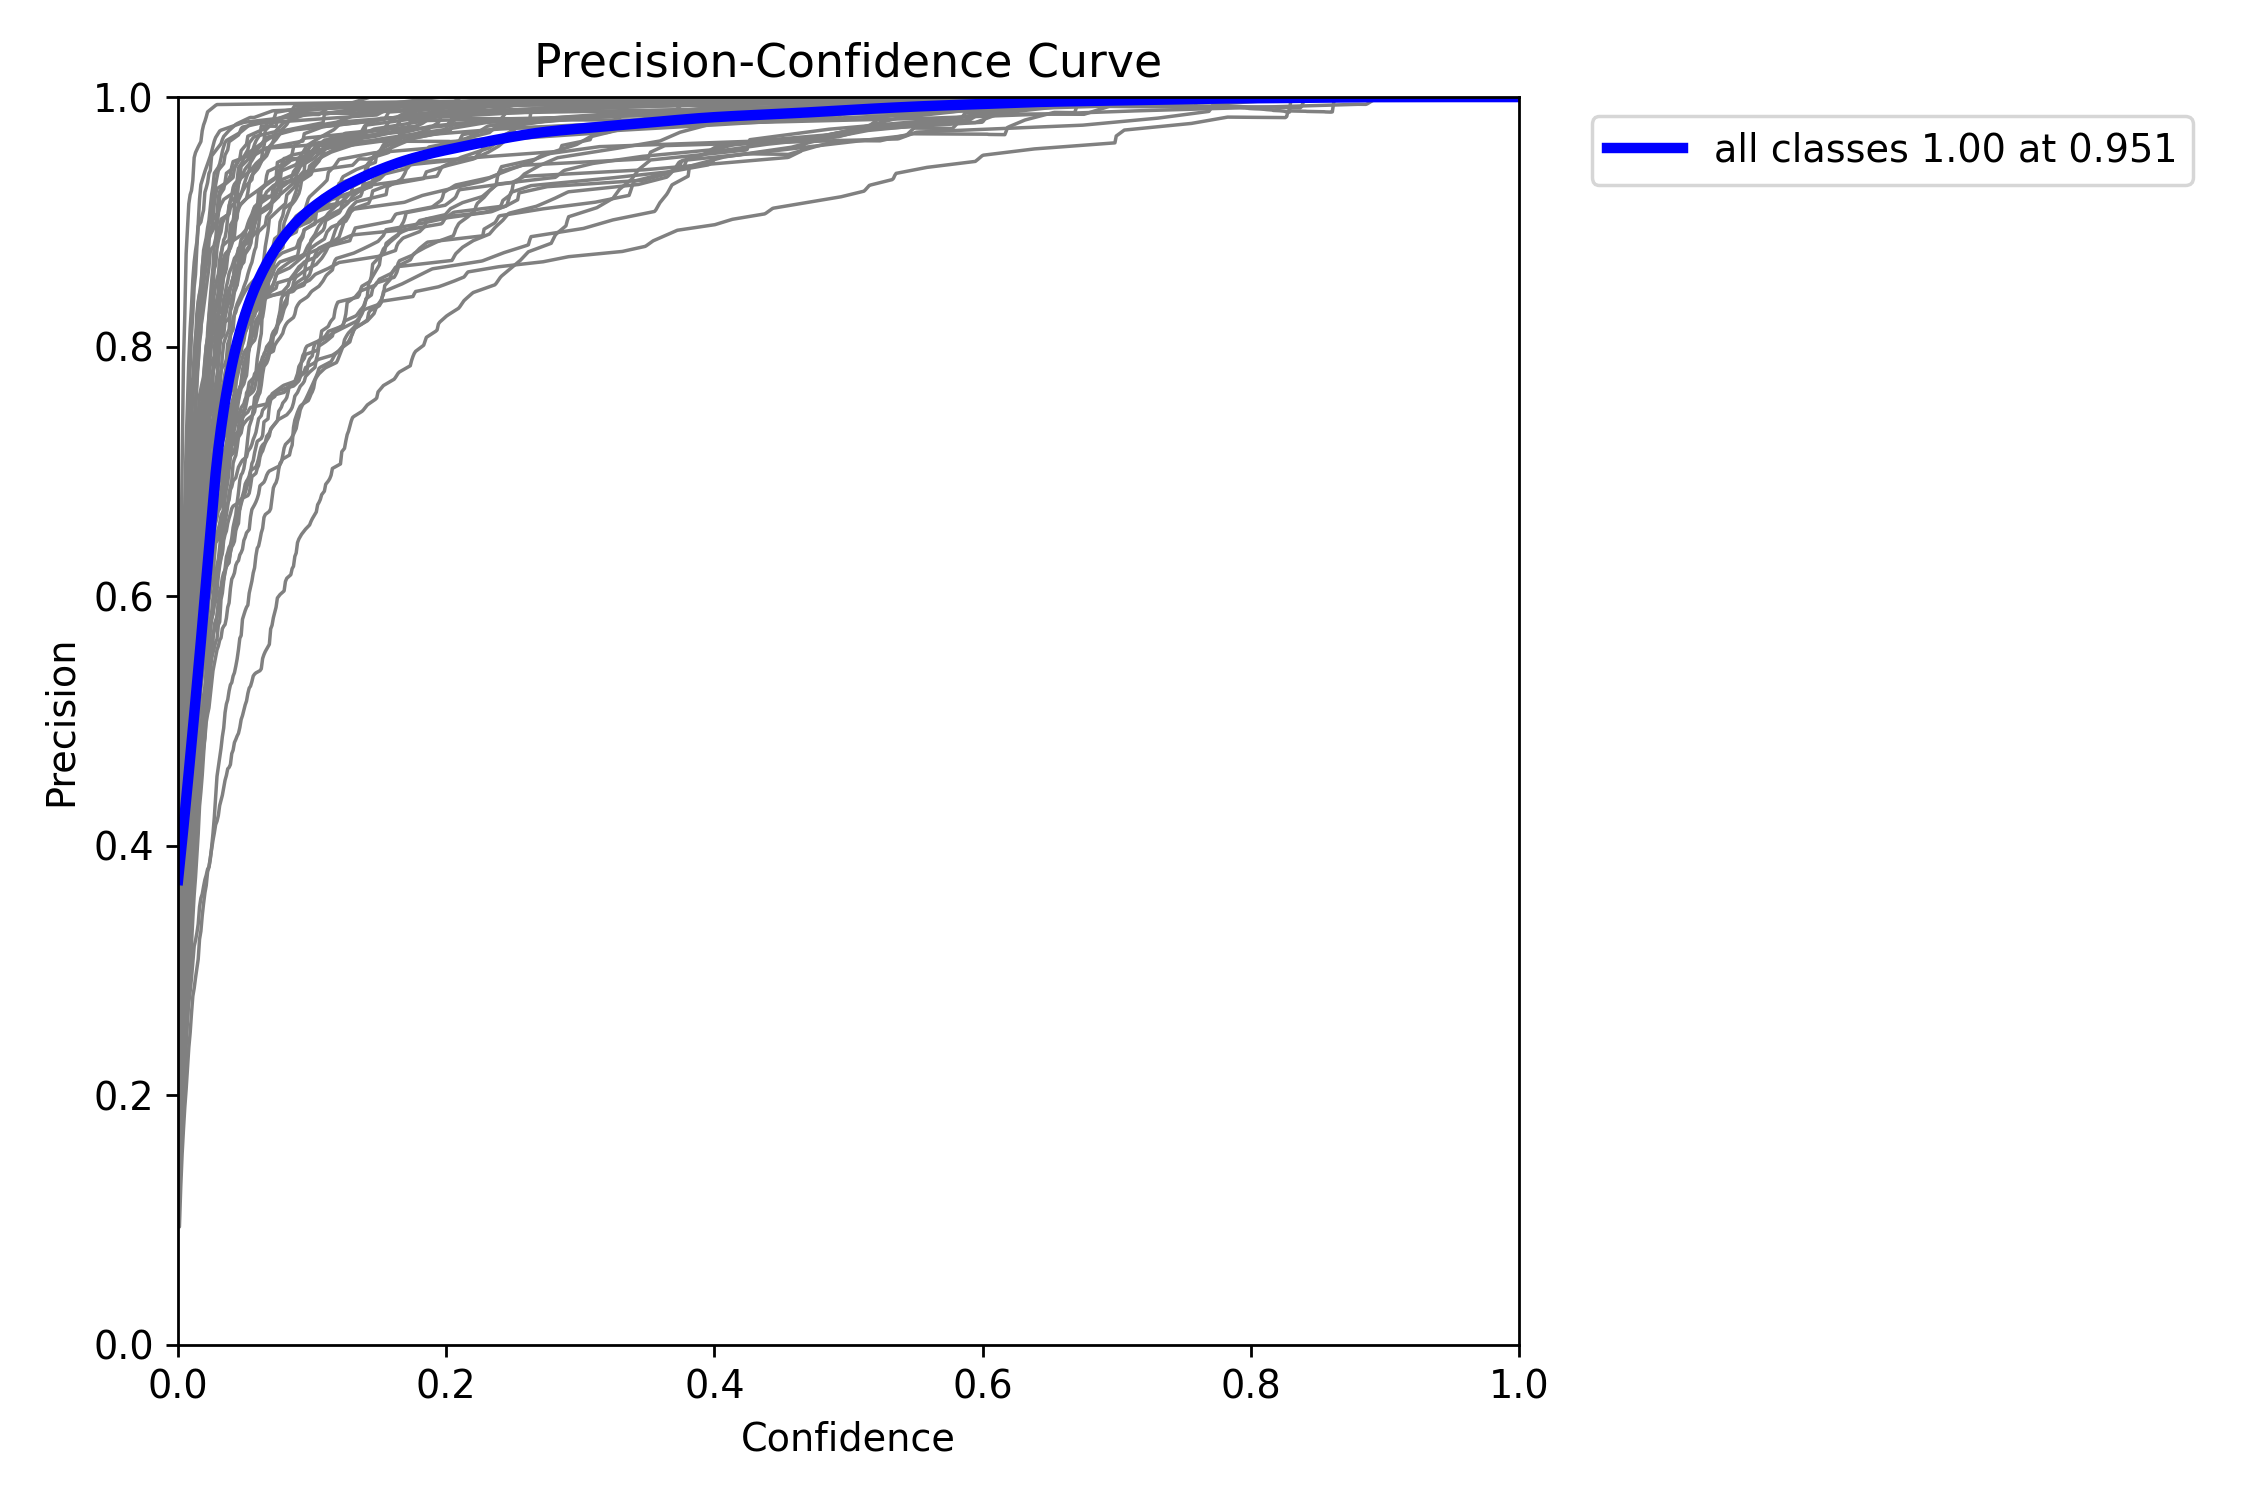 Precision-Confidence Curve
all classes 1.00 at 0.951
1.0
0.8
0.6
0.4
0.2
0.0
Precision
0.0 0.2 0.4 0.6 0.8 1.0
Confidence